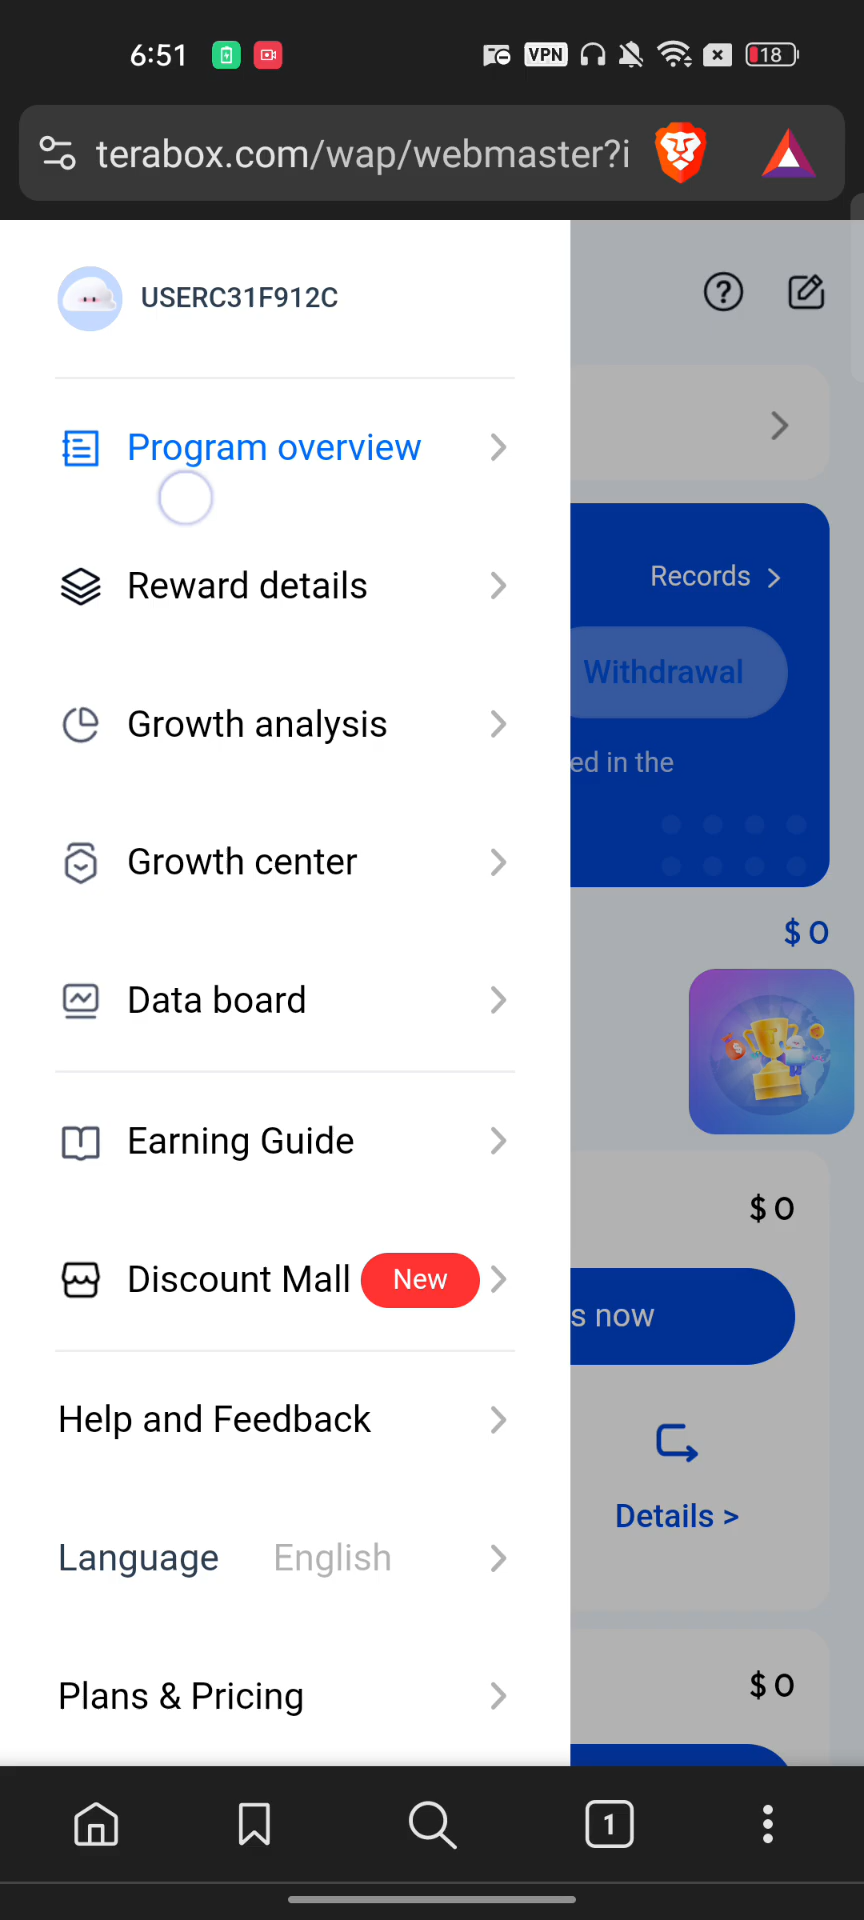 6:51
VPN
18
terabox.com/wap/webmaster?i
USERC31F912C
Program overview
Reward details
Records
Withdrawal
Growth analysis
ed in the
Growth center
$ 0
Data board
Earning Guide
$ 0
Discount Mall New
s now
Help and Feedback
Details >
Language English
Plans & Pricing
$ 0
1